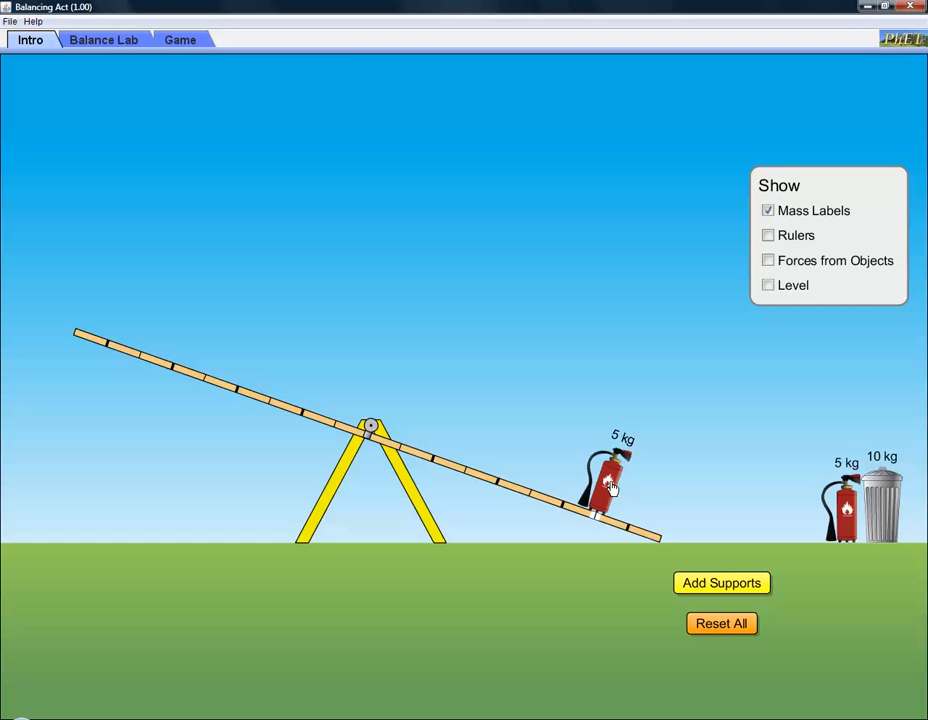 Balancing Act (1.00)
File Help
Intro Balance Lab Game
PhET
Show
Mass Labels
Rulers
Forces from Objects
Level
5 kg
5 kg
10 kg
Add Supports
Reset All